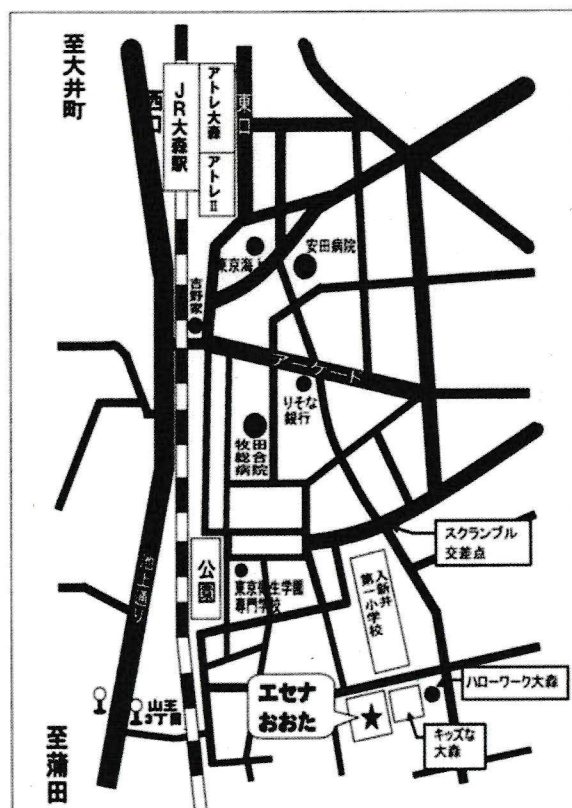 至大井町
西口
JR大森駅
アトレ大森
アトレⅡ
東口
東京海上
安田病院
吉野家
アーケード
りそな
銀行
牧田
総合
病院
スクランブル
交差点
公園
東京衛生学園
専門学校
入新井
第一小学校
池上通り
ハローワーク大森
エセナ
おおた
キッズな
大森
山王
3丁目
至蒲田